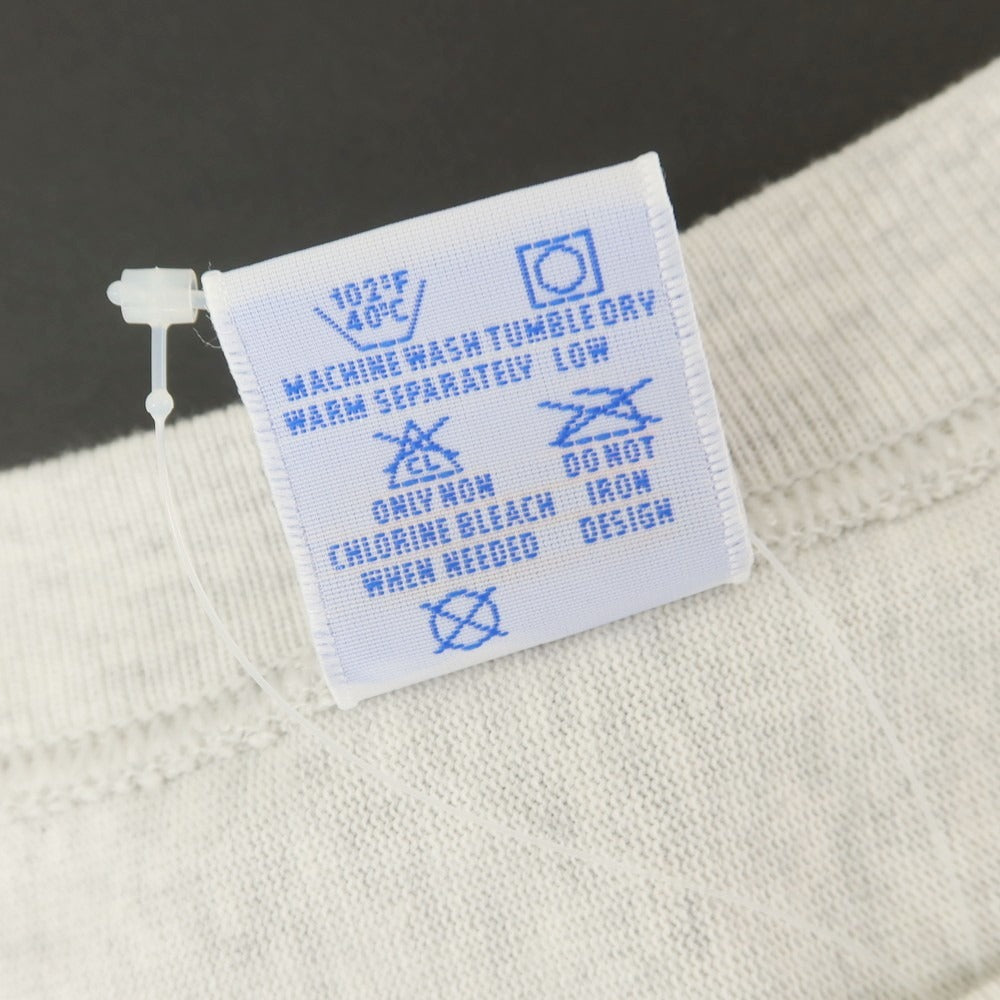 102°F
40°C
MACHINE WASH TUMBLE DRY
WARM SEPARATELY LOW
CL
ONLY NON
CHLORINE BLEACH
WHEN NEEDED
DO NOT
IRON
DESIGN